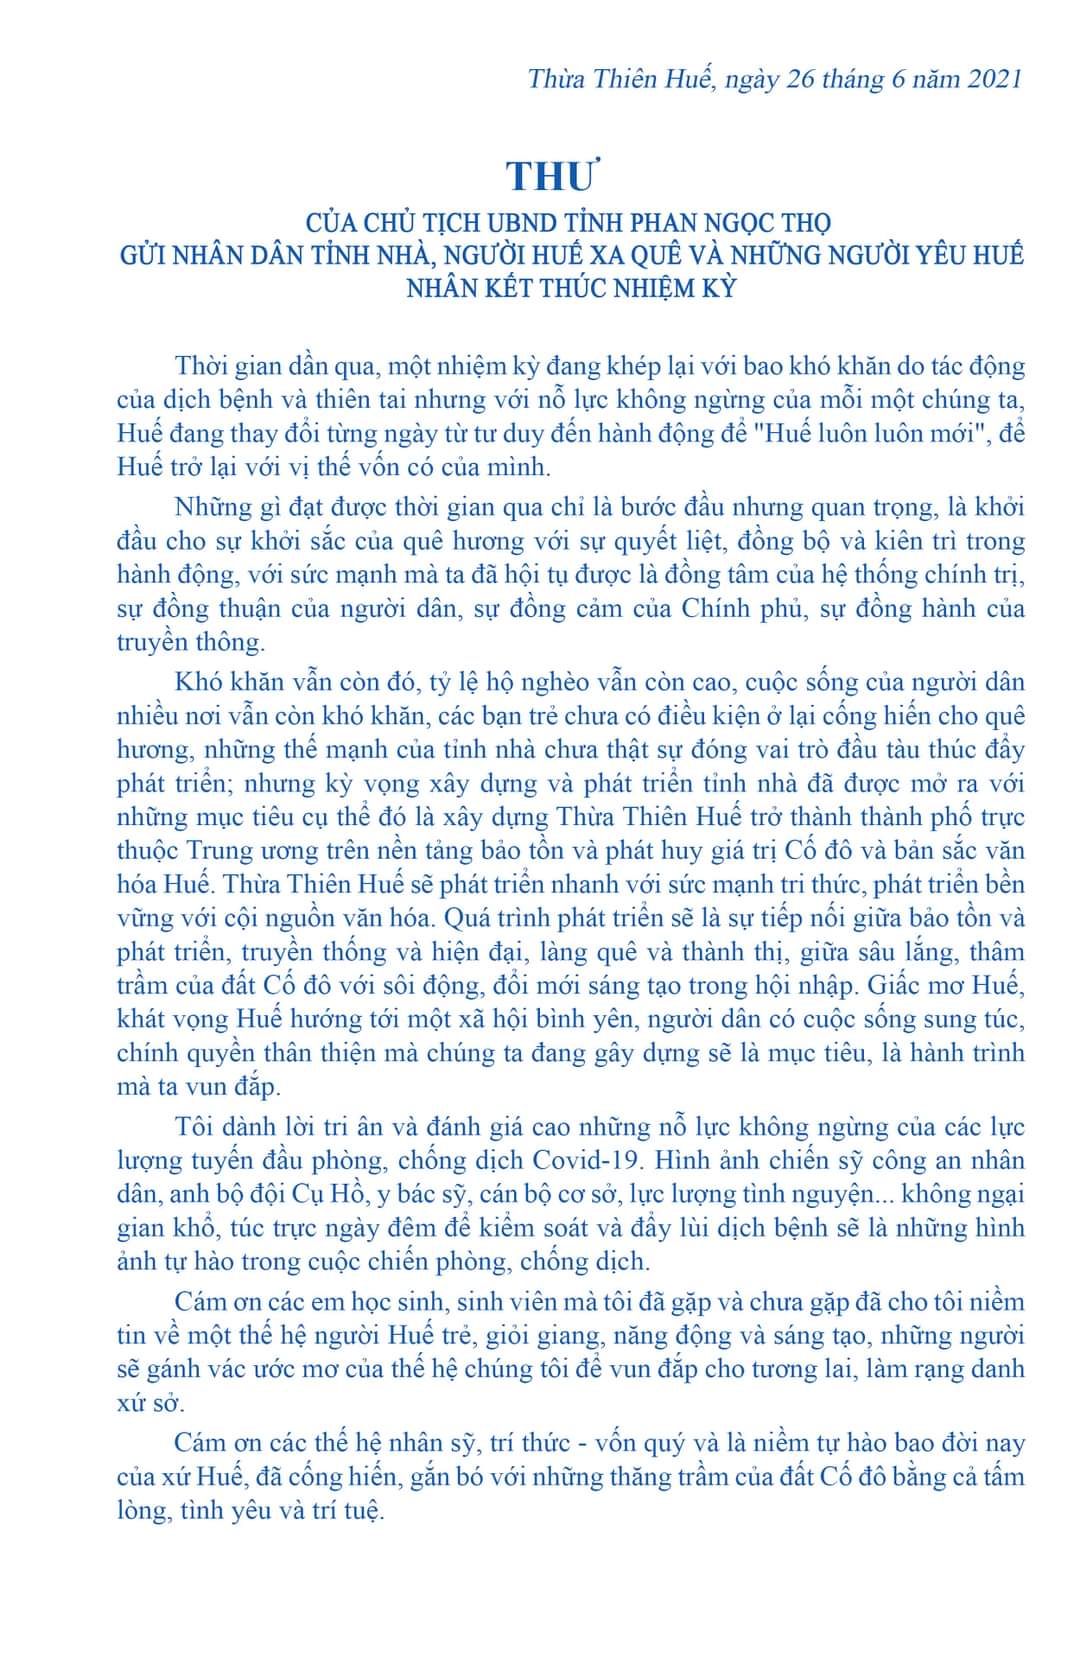 Thừa Thiên Huế, ngày 26 tháng 6 năm 2021
THƯ
CỦA CHỦ TỊCH UBND TỈNH PHAN NGỌC THỌ
GỬI NHÂN DÂN TỈNH NHÀ, NGƯỜI HUẾ XA QUÊ VÀ NHỮNG NGƯỜI YÊU HUẾ
NHÂN KẾT THÚC NHIỆM KỲ
Thời gian dần qua, một nhiệm kỳ đang khép lại với bao khó khăn do tác động
của dịch bệnh và thiên tai nhưng với nỗ lực không ngừng của mỗi một chúng ta,
Huế đang thay đổi từng ngày từ tư duy đến hành động để "Huế luôn luôn mới", để
Huế trở lại với vị thế vốn có của mình.
Những gì đạt được thời gian qua chỉ là bước đầu nhưng quan trọng, là khởi
đầu cho sự khởi sắc của quê hương với sự quyết liệt, đồng bộ và kiên trì trong
hành động, với sức mạnh mà ta đã hội tụ được là đồng tâm của hệ thống chính trị,
sự đồng thuận của người dân, sự đồng cảm của Chính phủ, sự đồng hành của
truyền thông.
Khó khăn vẫn còn đó, tỷ lệ hộ nghèo vẫn còn cao, cuộc sống của người dân
nhiều nơi vẫn còn khó khăn, các bạn trẻ chưa có điều kiện ở lại cống hiến cho quê
hương, những thế mạnh của tỉnh nhà chưa thật sự đóng vai trò đầu tàu thúc đẩy
phát triển; nhưng kỳ vọng xây dựng và phát triển tỉnh nhà đã được mở ra với
những mục tiêu cụ thể đó là xây dựng Thừa Thiên Huế trở thành thành phố trực
thuộc Trung ương trên nền tảng bảo tồn và phát huy giá trị Cố đô và bản sắc văn
hóa Huế. Thừa Thiên Huế sẽ phát triển nhanh với sức mạnh tri thức, phát triển bền
vững với cội nguồn văn hóa. Quá trình phát triển sẽ là sự tiếp nối giữa bảo tồn và
phát triển, truyền thống và hiện đại, làng quê và thành thị, giữa sâu lắng, thâm
trầm của đất Cố đô với sôi động, đổi mới sáng tạo trong hội nhập. Giấc mơ Huế,
khát vọng Huế hướng tới một xã hội bình yên, người dân có cuộc sống sung túc,
chính quyền thân thiện mà chúng ta đang gây dựng sẽ là mục tiêu, là hành trình
mà ta vun đắp.
Tôi dành lời tri ân và đánh giá cao những nỗ lực không ngừng của các lực
lượng tuyến đầu phòng, chống dịch Covid-19. Hình ảnh chiến sỹ công an nhân
dân, anh bộ đội Cụ Hồ, y bác sỹ, cán bộ cơ sở, lực lượng tình nguyện... không ngại
gian khổ, túc trực ngày đêm để kiểm soát và đẩy lùi dịch bệnh sẽ là những hình
ảnh tự hào trong cuộc chiến phòng, chống dịch.
Cám ơn các em học sinh, sinh viên mà tôi đã gặp và chưa gặp đã cho tôi niềm
tin về một thế hệ người Huế trẻ, giỏi giang, năng động và sáng tạo, những người
sẽ gánh vác ước mơ của thế hệ chúng tôi để vun đắp cho tương lai, làm rạng danh
xứ sở.
Cám ơn các thế hệ nhân sỹ, trí thức - vốn quý và là niềm tự hào bao đời nay
của xứ Huế, đã cống hiến, gắn bó với những thăng trầm của đất Cố đô bằng cả tấm
lòng, tình yêu và trí tuệ.